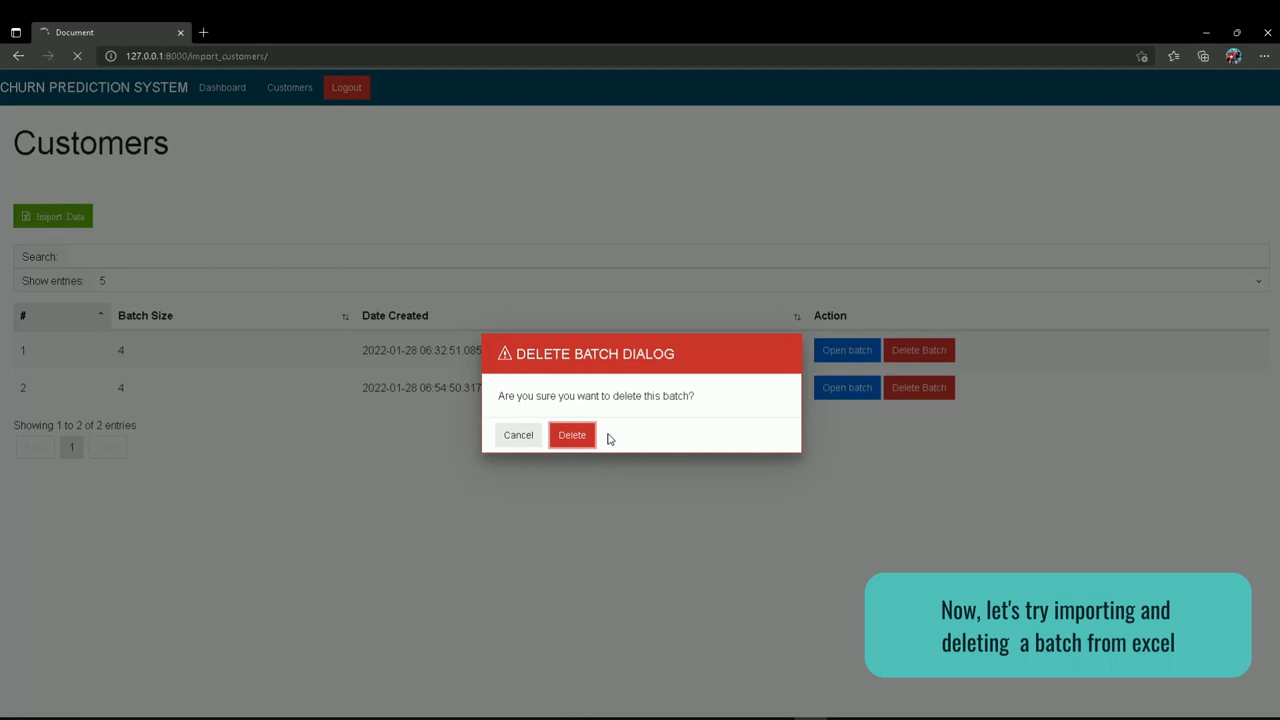 Document
127.0.0.1:8000/import_customers/
CHURN PREDICTION SYSTEM Dashboard Customers Logout
Customers
Import Data
Search:
Show entries: 5
# Batch Size Date Created Action
1 4 2022-01-28 06:32:51.085 Open batch Delete Batch
2 4 2022-01-28 06:54:50.317 Open batch Delete Batch
Showing 1 to 2 of 2 entries
1
DELETE BATCH DIALOG
Are you sure you want to delete this batch?
Cancel Delete
Now, let's try importing and
deleting a batch from excel